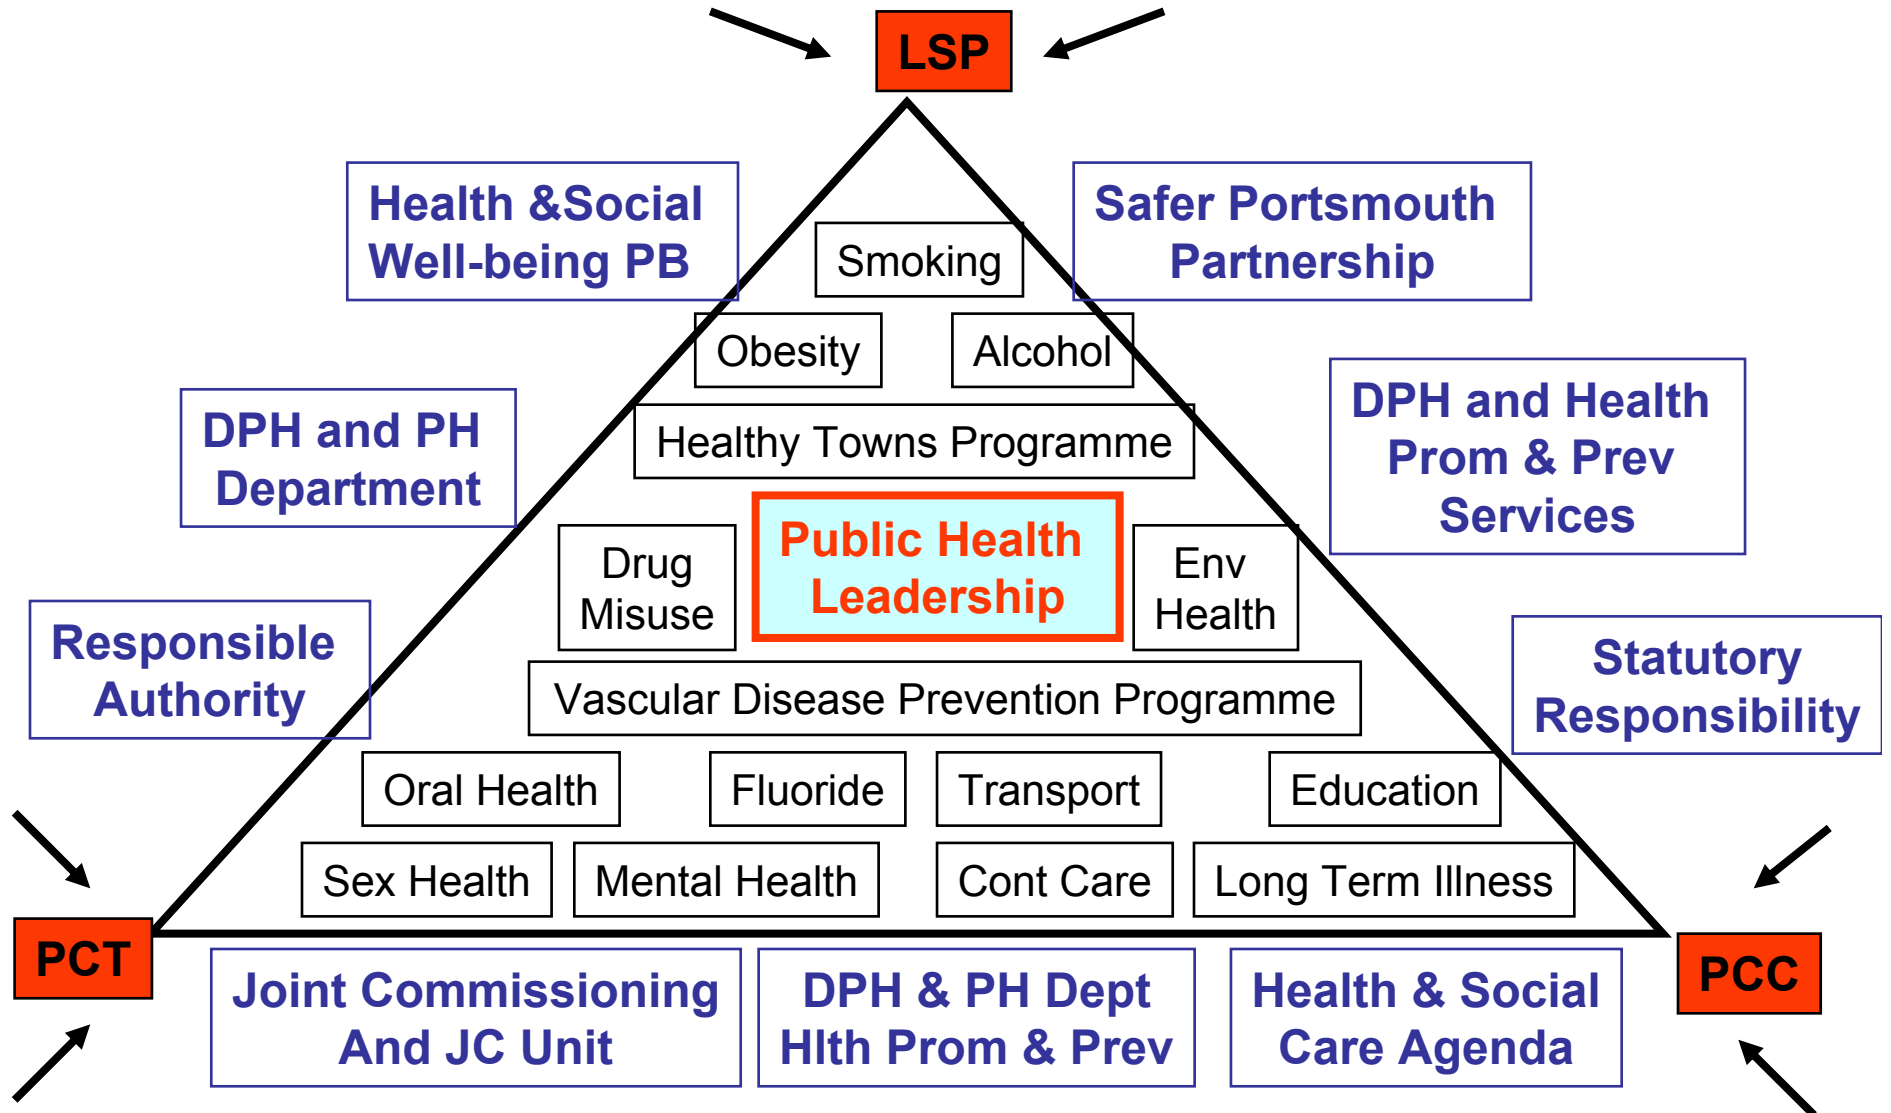 LSP
Health &Social
Well-being PB
Safer Portsmouth
Partnership
Smoking
Obesity
Alcohol
DPH and PH
Department
Healthy Towns Programme
DPH and Health
Prom & Prev
Services
Drug
Misuse
Public Health
Leadership
Env
Health
Responsible
Authority
Statutory
Responsibility
Vascular Disease Prevention Programme
Oral Health
Fluoride
Transport
Education
Sex Health
Mental Health
Cont Care
Long Term Illness
PCT
PCC
Joint Commissioning
And JC Unit
DPH & PH Dept
Hlth Prom & Prev
Health & Social
Care Agenda